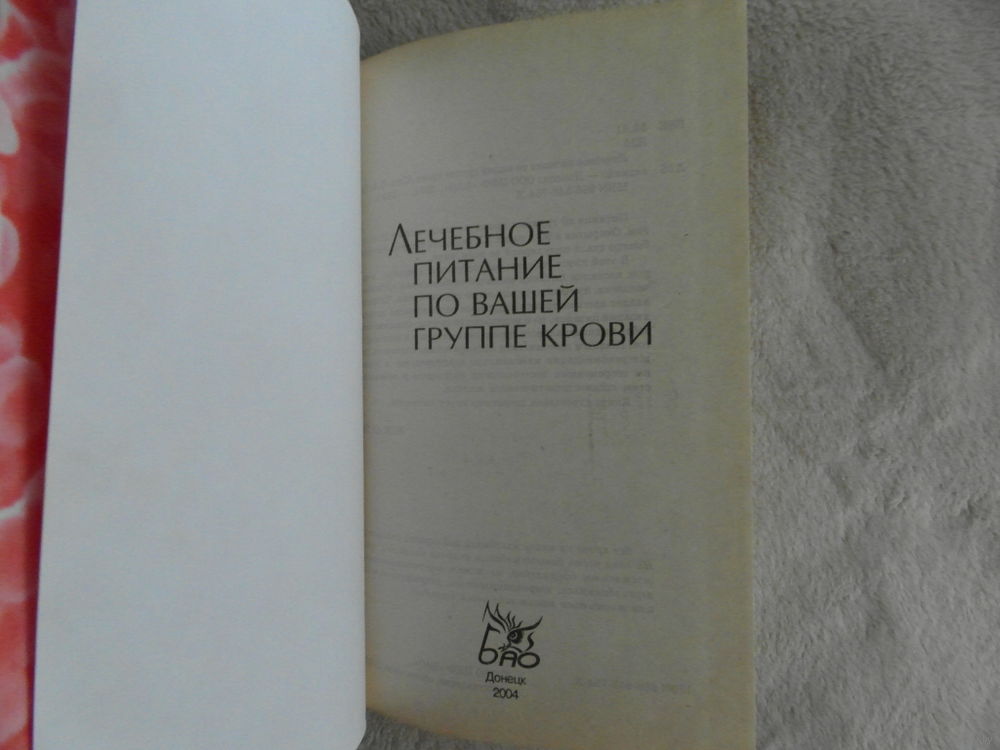 ЛЕЧЕБНОЕ
ПИТАНИЕ
ПО ВАШЕЙ
ГРУППЕ КРОВИ
БАО
Донецк
2004